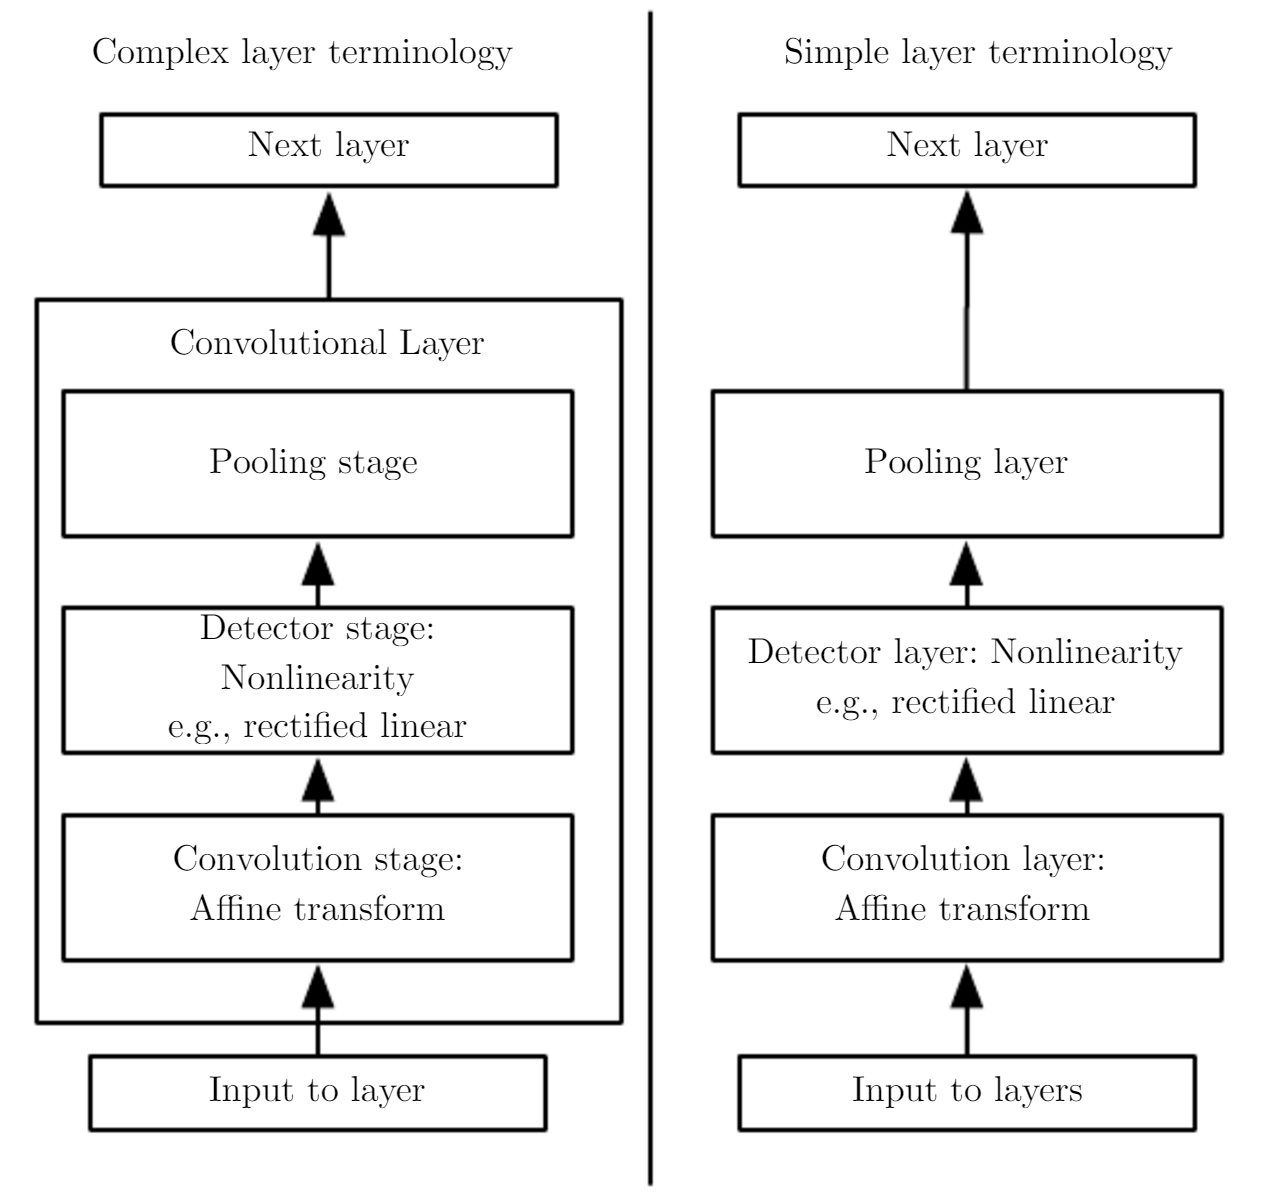 Complex layer terminology
Next layer
Convolutional Layer
Pooling stage
Detector stage:
Nonlinearity
e.g., rectified linear
Convolution stage:
Affine transform
Input to layer
Simple layer terminology
Next layer
Pooling layer
Detector layer: Nonlinearity
e.g., rectified linear
Convolution layer:
Affine transform
Input to layers